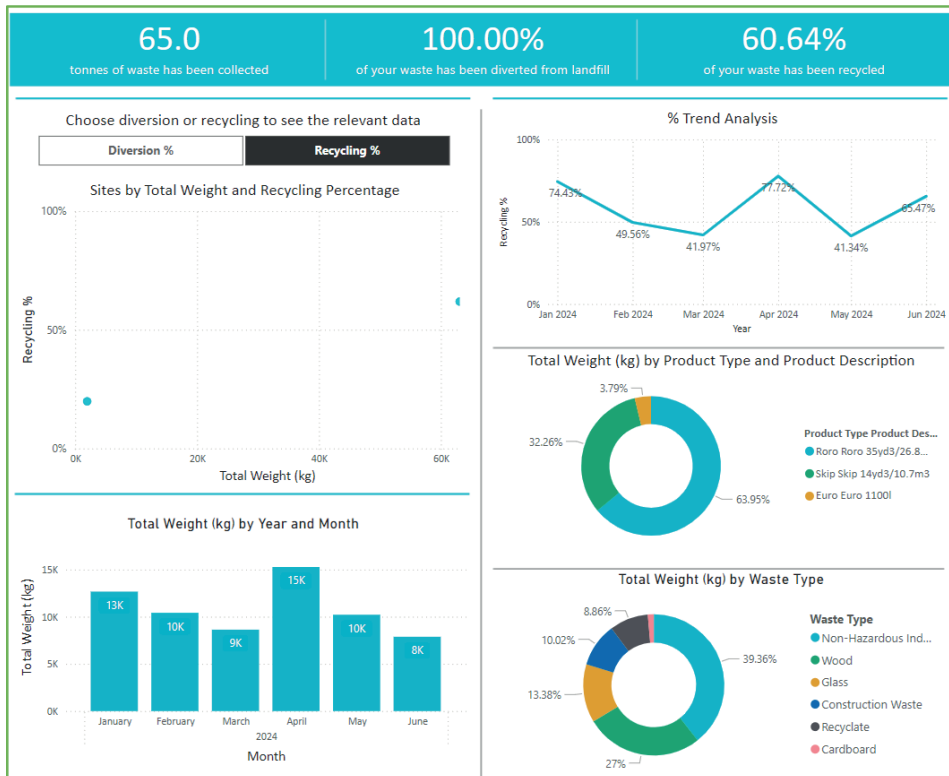 65.0
tonnes of waste has been collected
100.00%
of your waste has been diverted from landfill
60.64%
of your waste has been recycled
Choose diversion or recycling to see the relevant data
Diversion %
Recycling %
Sites by Total Weight and Recycling Percentage
100%
50%
0%
Recycling %
0K
20K
40K
60K
Total Weight (kg)
Total Weight (kg) by Year and Month
15K
10K
5K
0K
Total Weight (kg)
13K
10K
9K
15K
10K
8K
January
February
March
April
May
June
2024
Month
% Trend Analysis
100%
50%
0%
Recycling %
74.43%
49.56%
41.97%
77.72%
41.34%
65.47%
Jan 2024
Feb 2024
Mar 2024
Apr 2024
May 2024
Jun 2024
Year
Total Weight (kg) by Product Type and Product Description
3.79%
32.26%
63.95%
Product Type Product Des...
Roro Roro 35yd3/26.8...
Skip Skip 14yd3/10.7m3
Euro Euro 1100l
Total Weight (kg) by Waste Type
8.86%
10.02%
13.38%
27%
39.36%
Waste Type
Non-Hazardous Ind...
Wood
Glass
Construction Waste
Recyclate
Cardboard